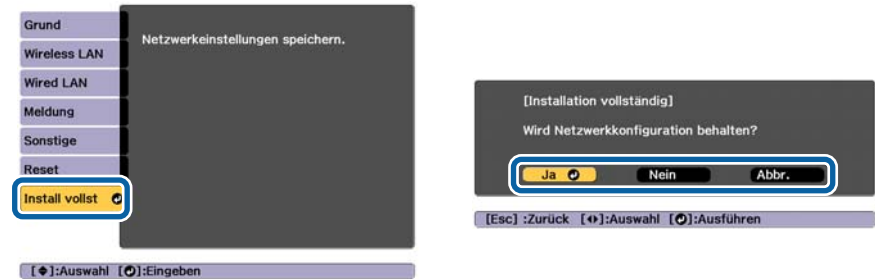 Grund
Wireless LAN
Wired LAN
Meldung
Sonstige
Reset
Install vollst
Netzwerkeinstellungen speichern.
[◆]:Auswahl [⏎]:Eingeben
[Installation vollständig]
Wird Netzwerkkonfiguration behalten?
Ja Nein Abbr.
[Esc] :Zurück [◀▶]:Auswahl [⏎]:Ausführen